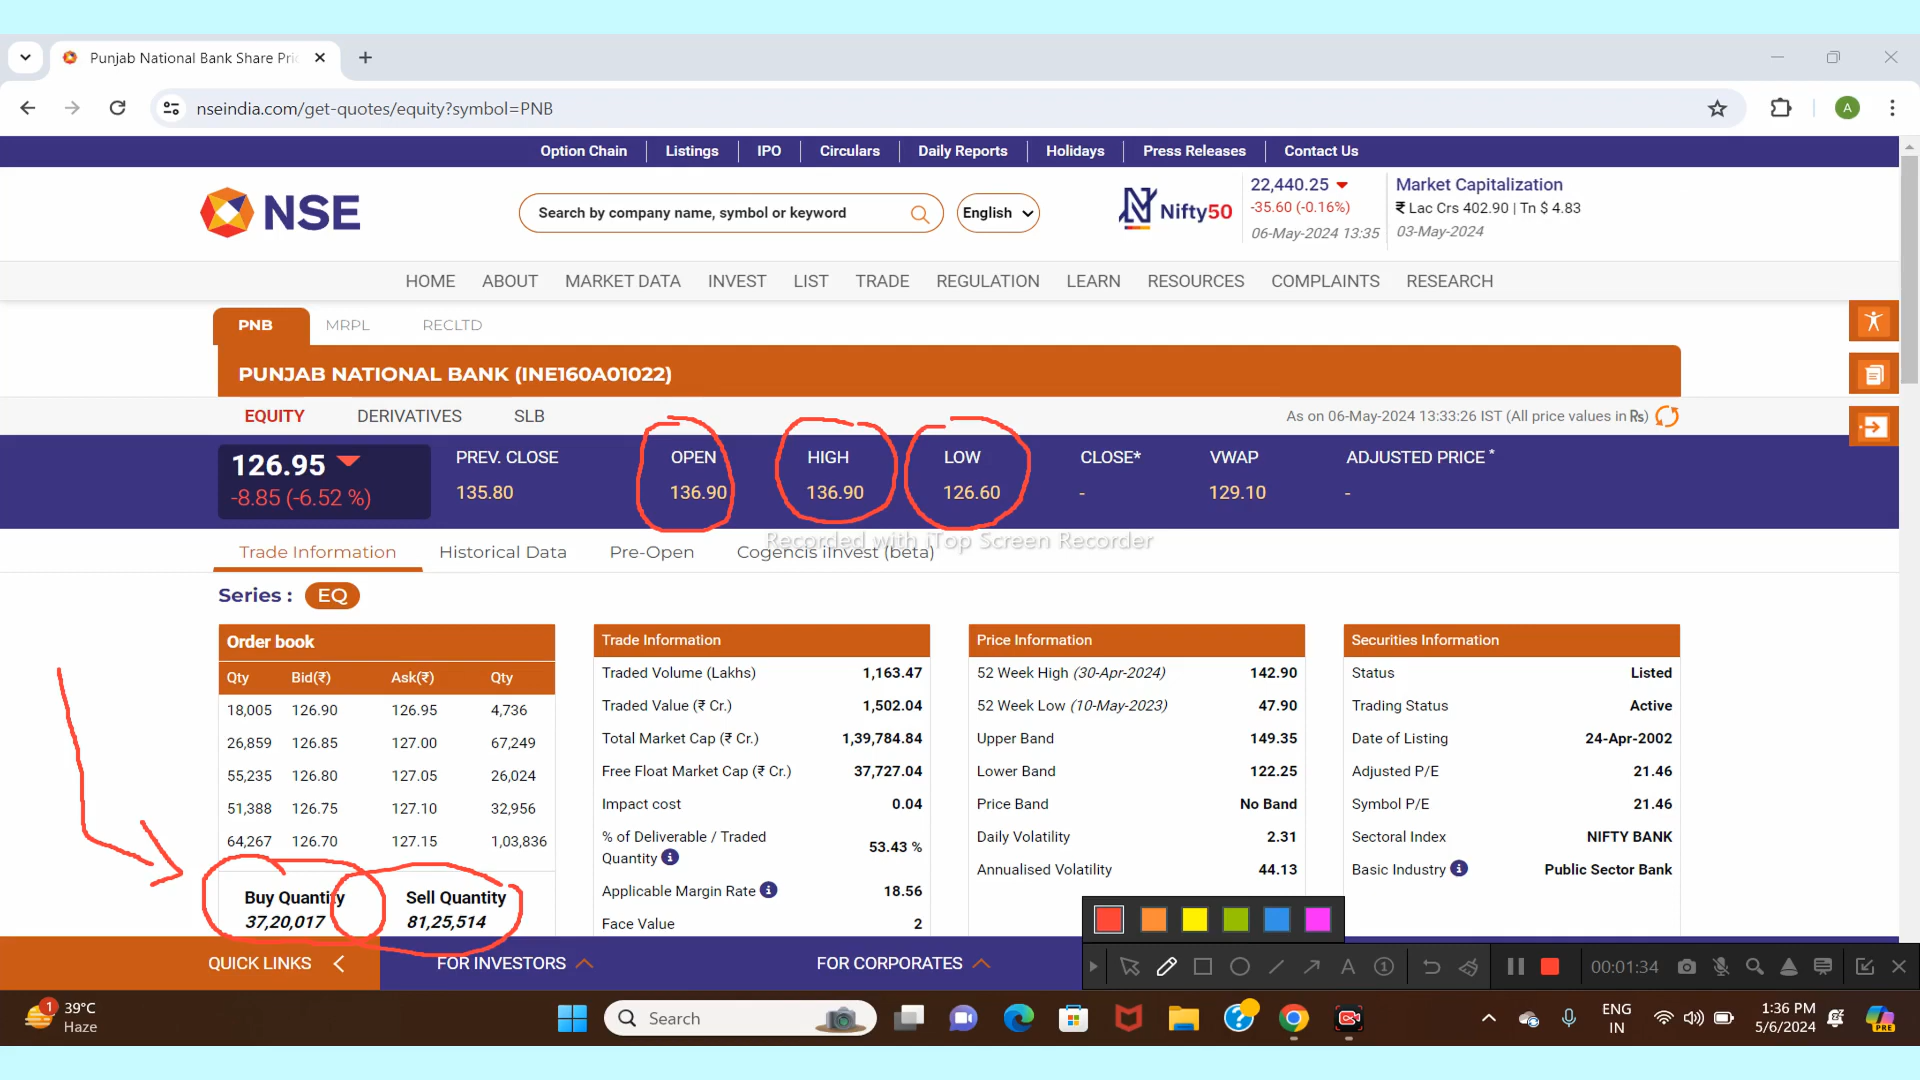 Punjab National Bank Share Pri
nseindia.com/get-quotes/equity?symbol=PNB
A
Option Chain Listings IPO Circulars Daily Reports Holidays Press Releases Contact Us
NSE
Search by company name, symbol or keyword
English
Nifty50
22,440.25
-35.60 (-0.16%)
06-May-2024 13:35
Market Capitalization
₹ Lac Crs 402.90 | Tn $ 4.83
03-May-2024
HOME ABOUT MARKET DATA INVEST LIST TRADE REGULATION LEARN RESOURCES COMPLAINTS RESEARCH
PNB MRPL RECLTD
PUNJAB NATIONAL BANK (INE160A01022)
EQUITY DERIVATIVES SLB
As on 06-May-2024 13:33:26 IST (All price values in ₨)
126.95
-8.85 (-6.52 %)
PREV. CLOSE OPEN HIGH LOW CLOSE* VWAP ADJUSTED PRICE *
135.80 136.90 136.90 126.60 - 129.10 -
Recorded with iTop Screen Recorder
Trade Information Historical Data Pre-Open Cogencis iInvest (beta)
Series : EQ
Order book
Qty Bid(₹) Ask(₹) Qty
18,005 126.90 126.95 4,736
26,859 126.85 127.00 67,249
55,235 126.80 127.05 26,024
51,388 126.75 127.10 32,956
64,267 126.70 127.15 1,03,836
Buy Quantity Sell Quantity
37,20,017 81,25,514
Trade Information
Traded Volume (Lakhs) 1,163.47
Traded Value (₹ Cr.) 1,502.04
Total Market Cap (₹ Cr.) 1,39,784.84
Free Float Market Cap (₹ Cr.) 37,727.04
Impact cost 0.04
% of Deliverable / Traded
Quantity 53.43 %
Applicable Margin Rate 18.56
Face Value 2
Price Information
52 Week High (30-Apr-2024) 142.90
52 Week Low (10-May-2023) 47.90
Upper Band 149.35
Lower Band 122.25
Price Band No Band
Daily Volatility 2.31
Annualised Volatility 44.13
Securities Information
Status Listed
Trading Status Active
Date of Listing 24-Apr-2002
Adjusted P/E 21.46
Symbol P/E 21.46
Sectoral Index NIFTY BANK
Basic Industry Public Sector Bank
QUICK LINKS FOR INVESTORS FOR CORPORATES
A 1 00:01:34
1
39°C
Haze
Search
ENG
IN
1:36 PM
5/6/2024
PRE